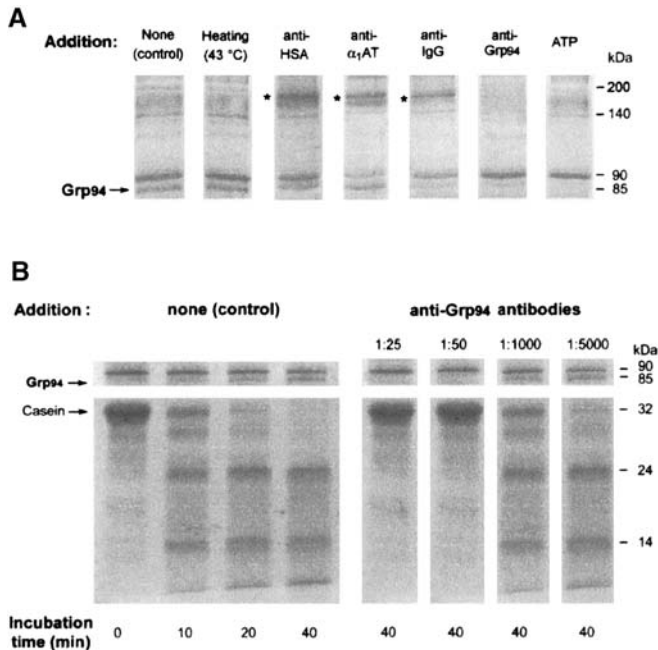 A
Addition: None (control) Heating (43 °C) anti-HSA anti-α₁AT anti-IgG anti-Grp94 ATP
kDa
* * * 200
140
90
Grp94 → 85
B
Addition : none (control) anti-Grp94 antibodies
1:25 1:50 1:1000 1:5000 kDa
90
Grp94 → 85
Casein → 32
24
14
Incubation time (min) 0 10 20 40 40 40 40 40